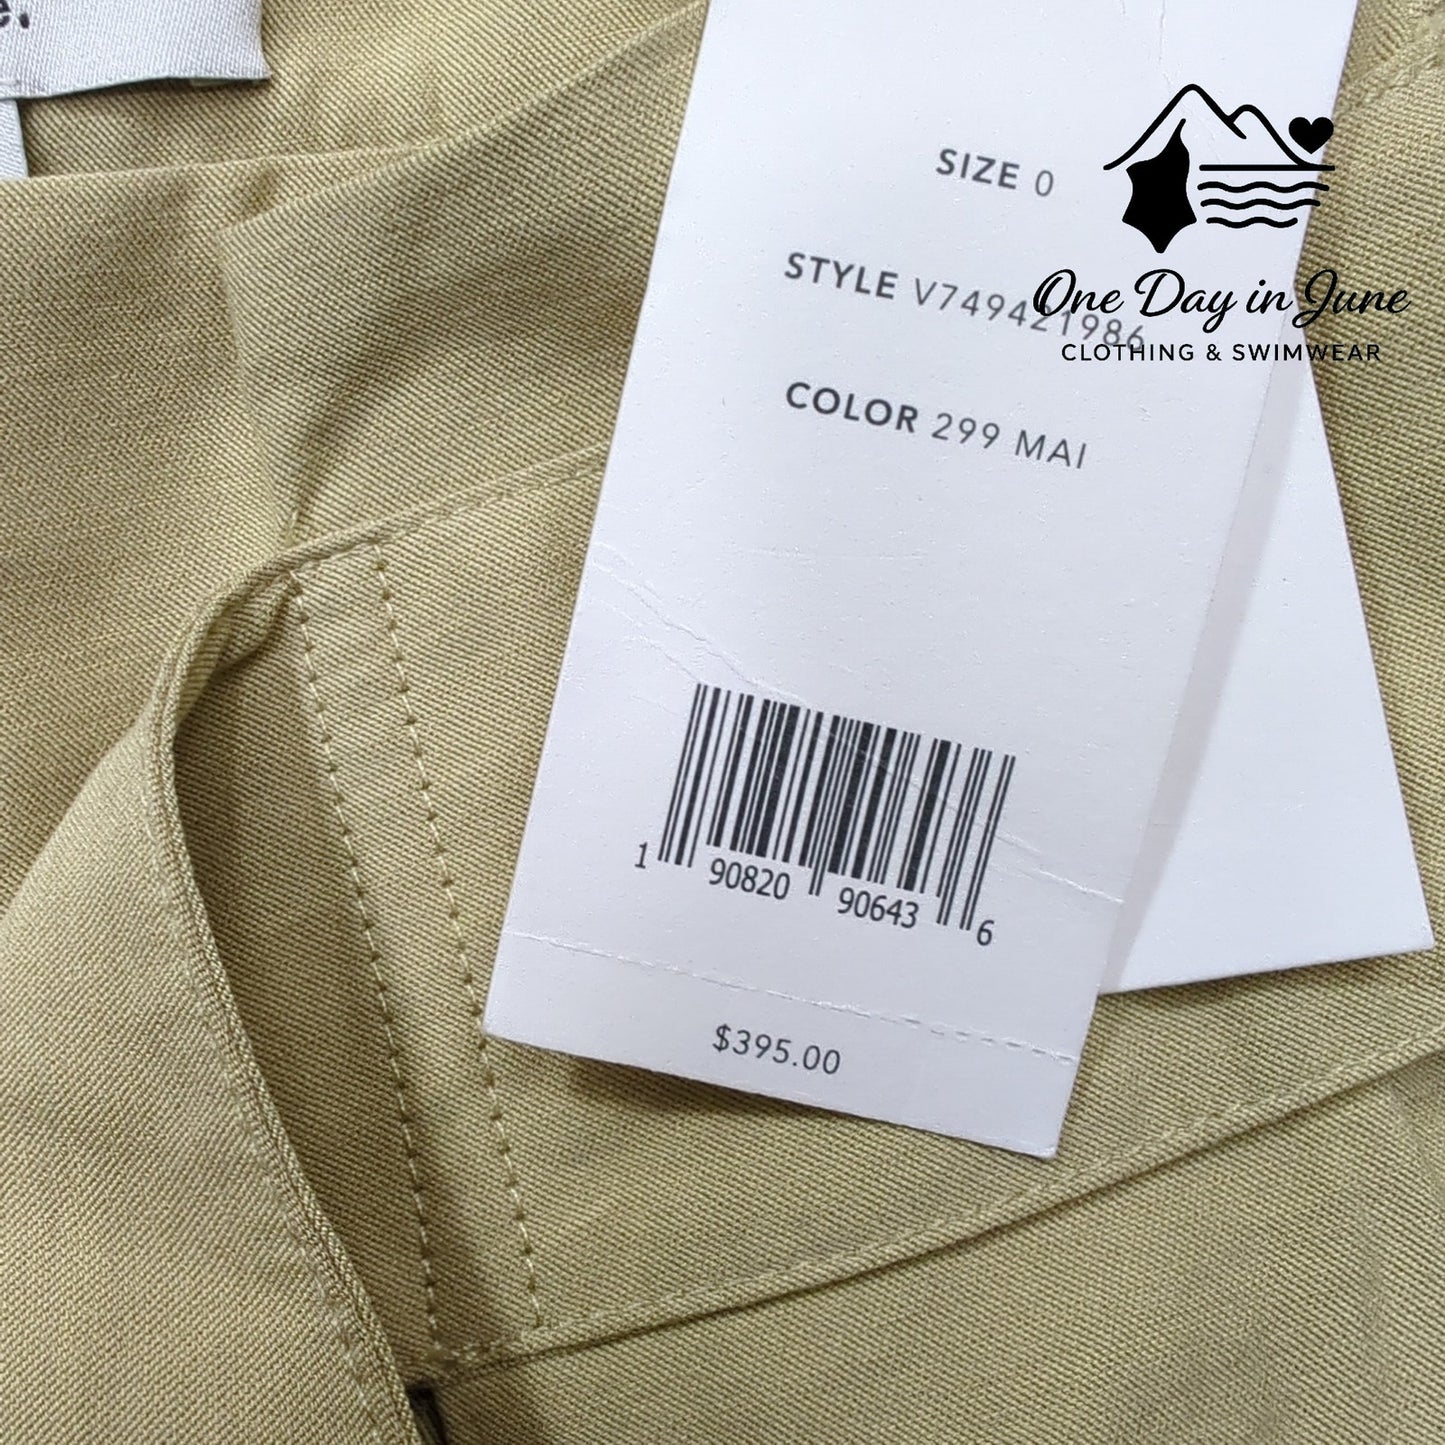 e.
SIZE 0
STYLE V749421986
COLOR 299 MAI
One Day in June
CLOTHING & SWIMWEAR
1 90820 90643 6
$395.00